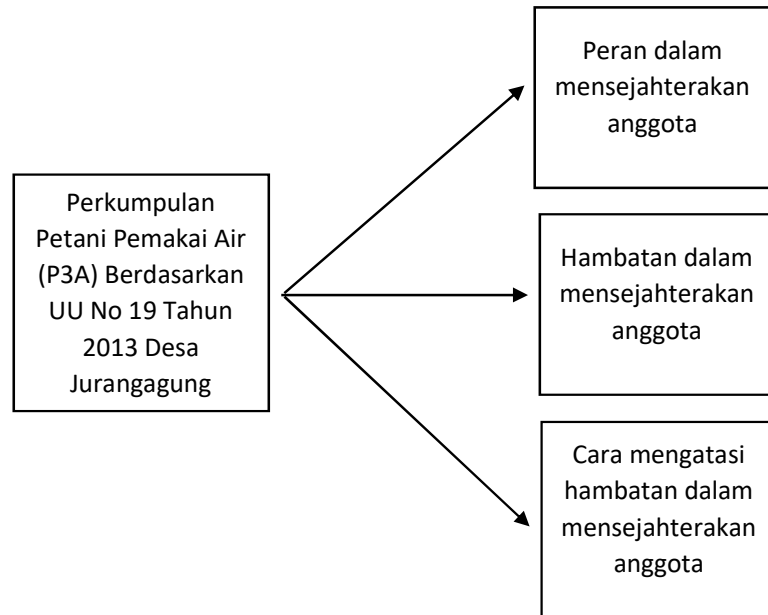 Peran dalam
mensejahterakan
anggota
Perkumpulan
Petani Pemakai Air
(P3A) Berdasarkan
UU No 19 Tahun
2013 Desa
Jurangagung
Hambatan dalam
mensejahterakan
anggota
Cara mengatasi
hambatan dalam
mensejahterakan
anggota